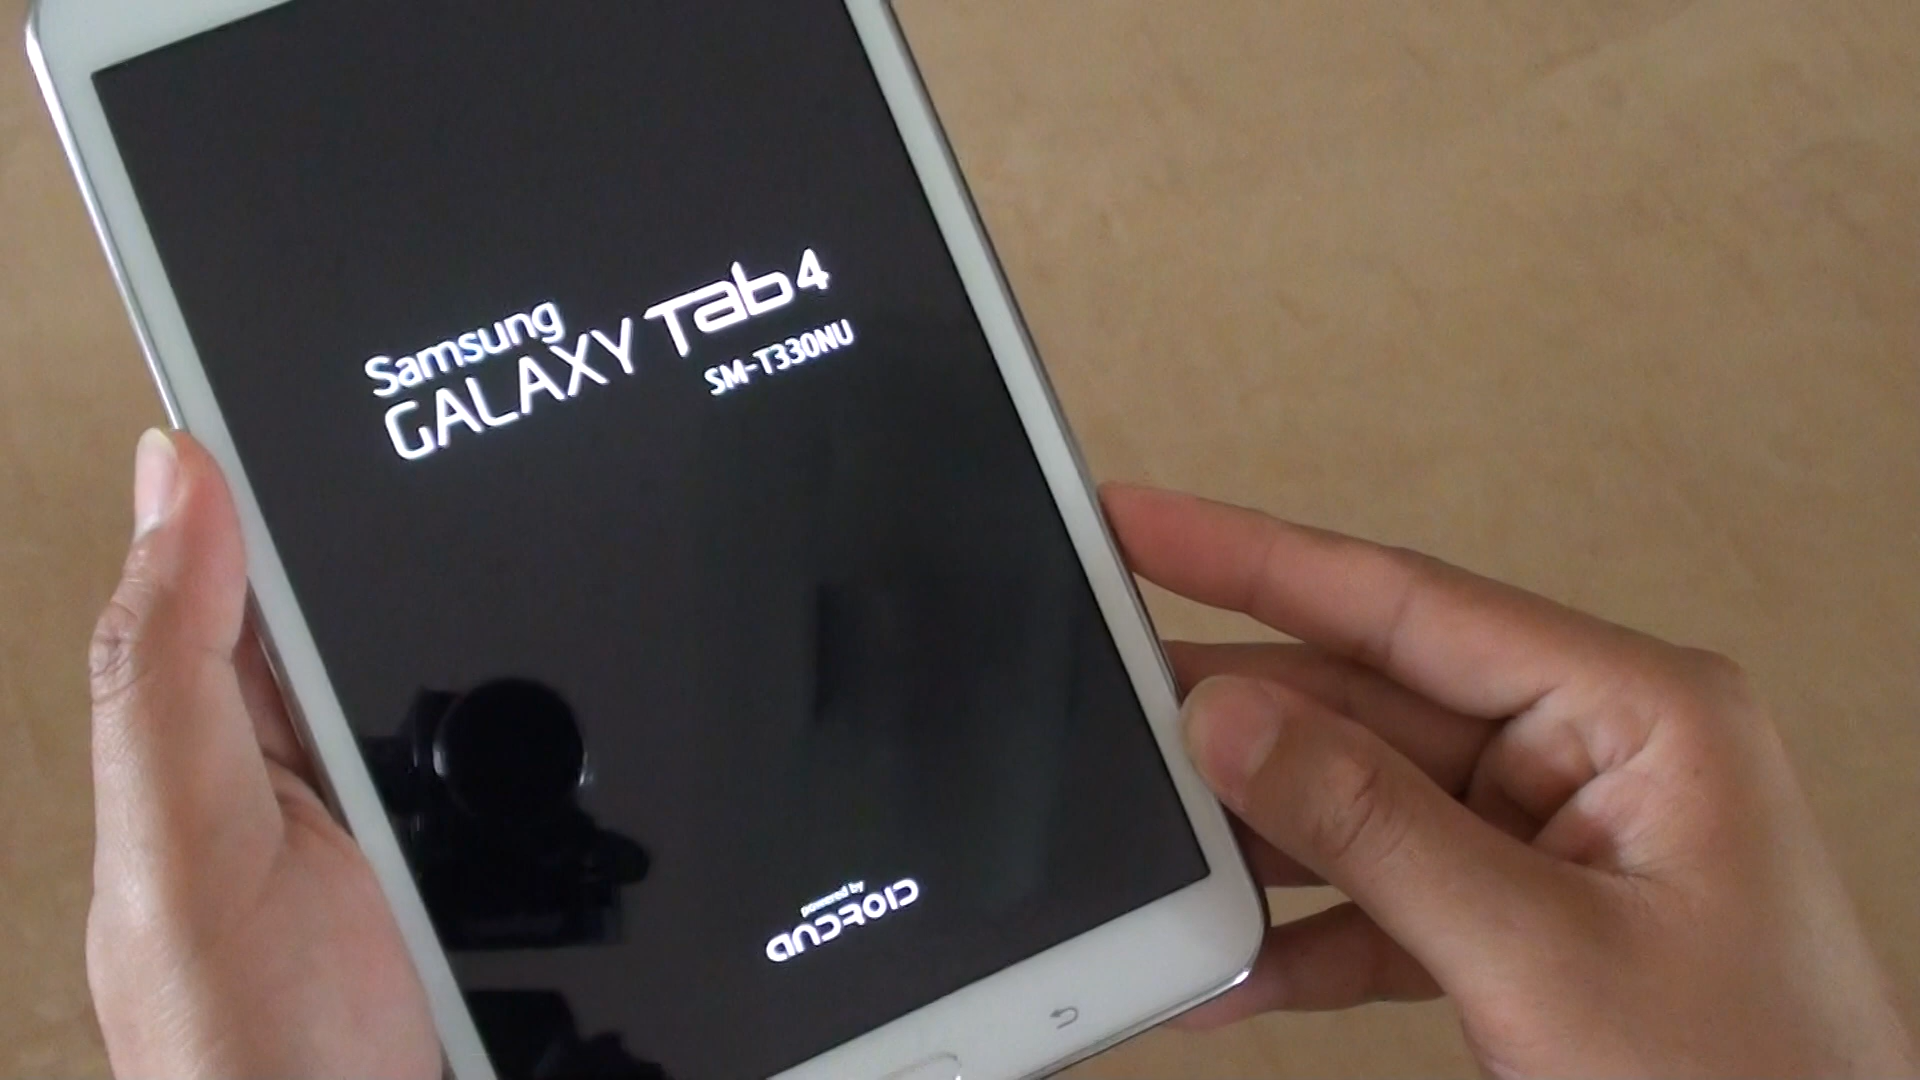 Samsung
GALAXY Tab 4
SM-T330NU
powered by
android